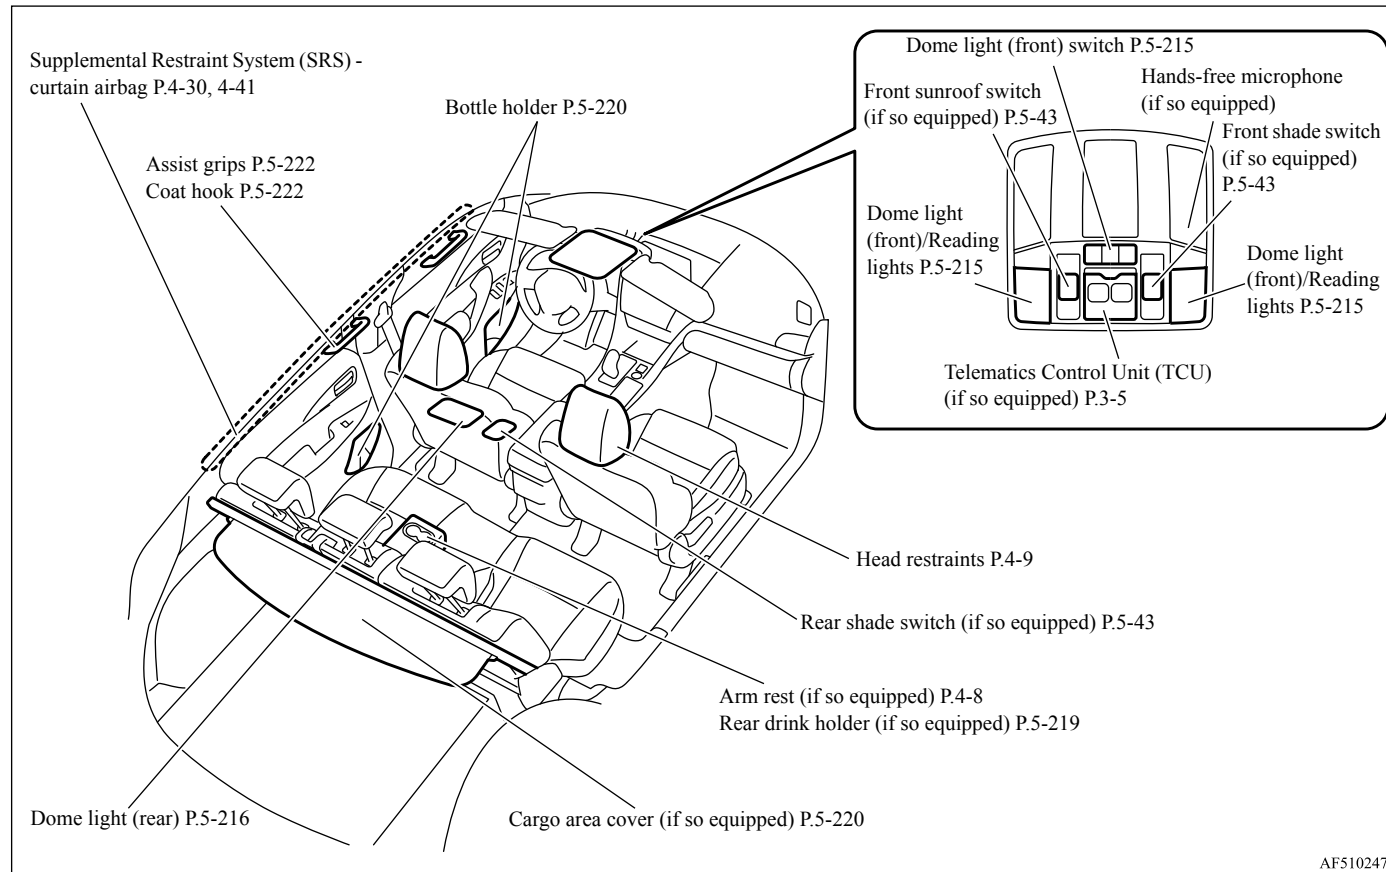 Supplemental Restraint System (SRS) -
curtain airbag P.4-30, 4-41
Bottle holder P.5-220
Assist grips P.5-222
Coat hook P.5-222
Dome light (front) switch P.5-215
Front sunroof switch
(if so equipped) P.5-43
Hands-free microphone
(if so equipped)
Front shade switch
(if so equipped)
P.5-43
Dome light
(front)/Reading
lights P.5-215
Dome light
(front)/Reading
lights P.5-215
Telematics Control Unit (TCU)
(if so equipped) P.3-5
Head restraints P.4-9
Rear shade switch (if so equipped) P.5-43
Arm rest (if so equipped) P.4-8
Rear drink holder (if so equipped) P.5-219
Dome light (rear) P.5-216
Cargo area cover (if so equipped) P.5-220
AF510247